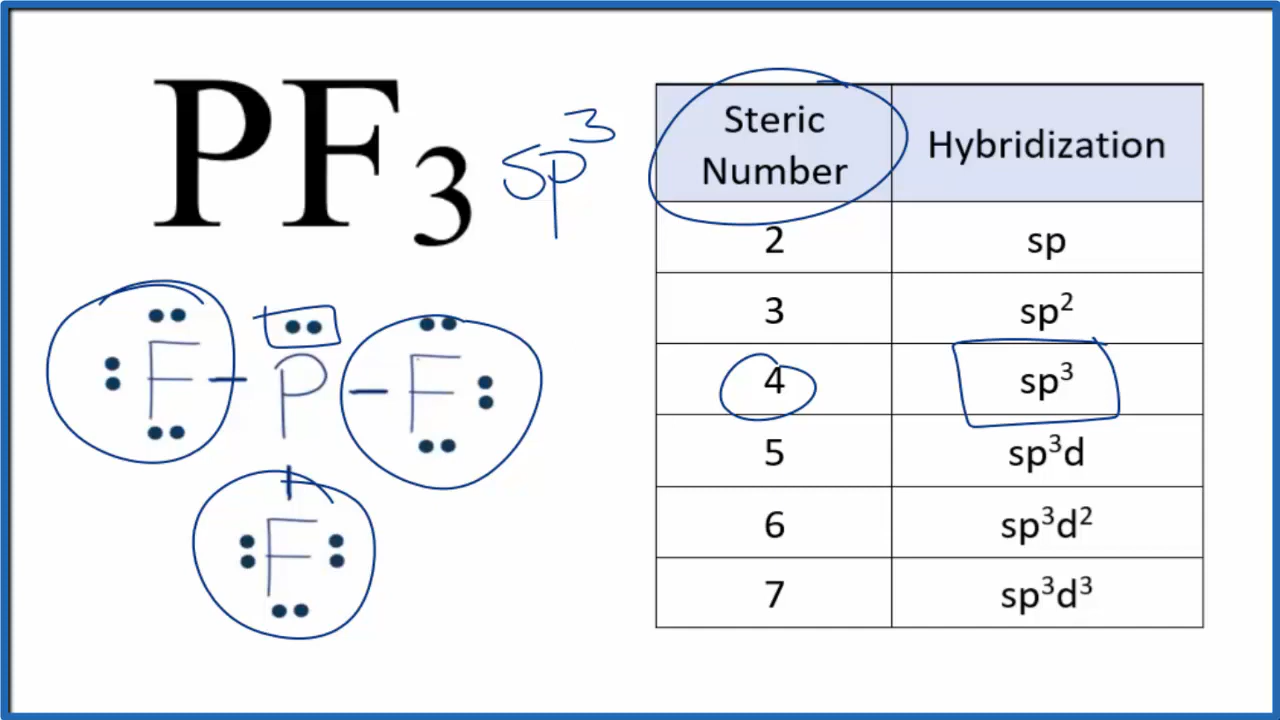 PF₃ sp³
F - P - F
F
Steric Number Hybridization
2 sp
3 sp²
4 sp³
5 sp³d
6 sp³d²
7 sp³d³